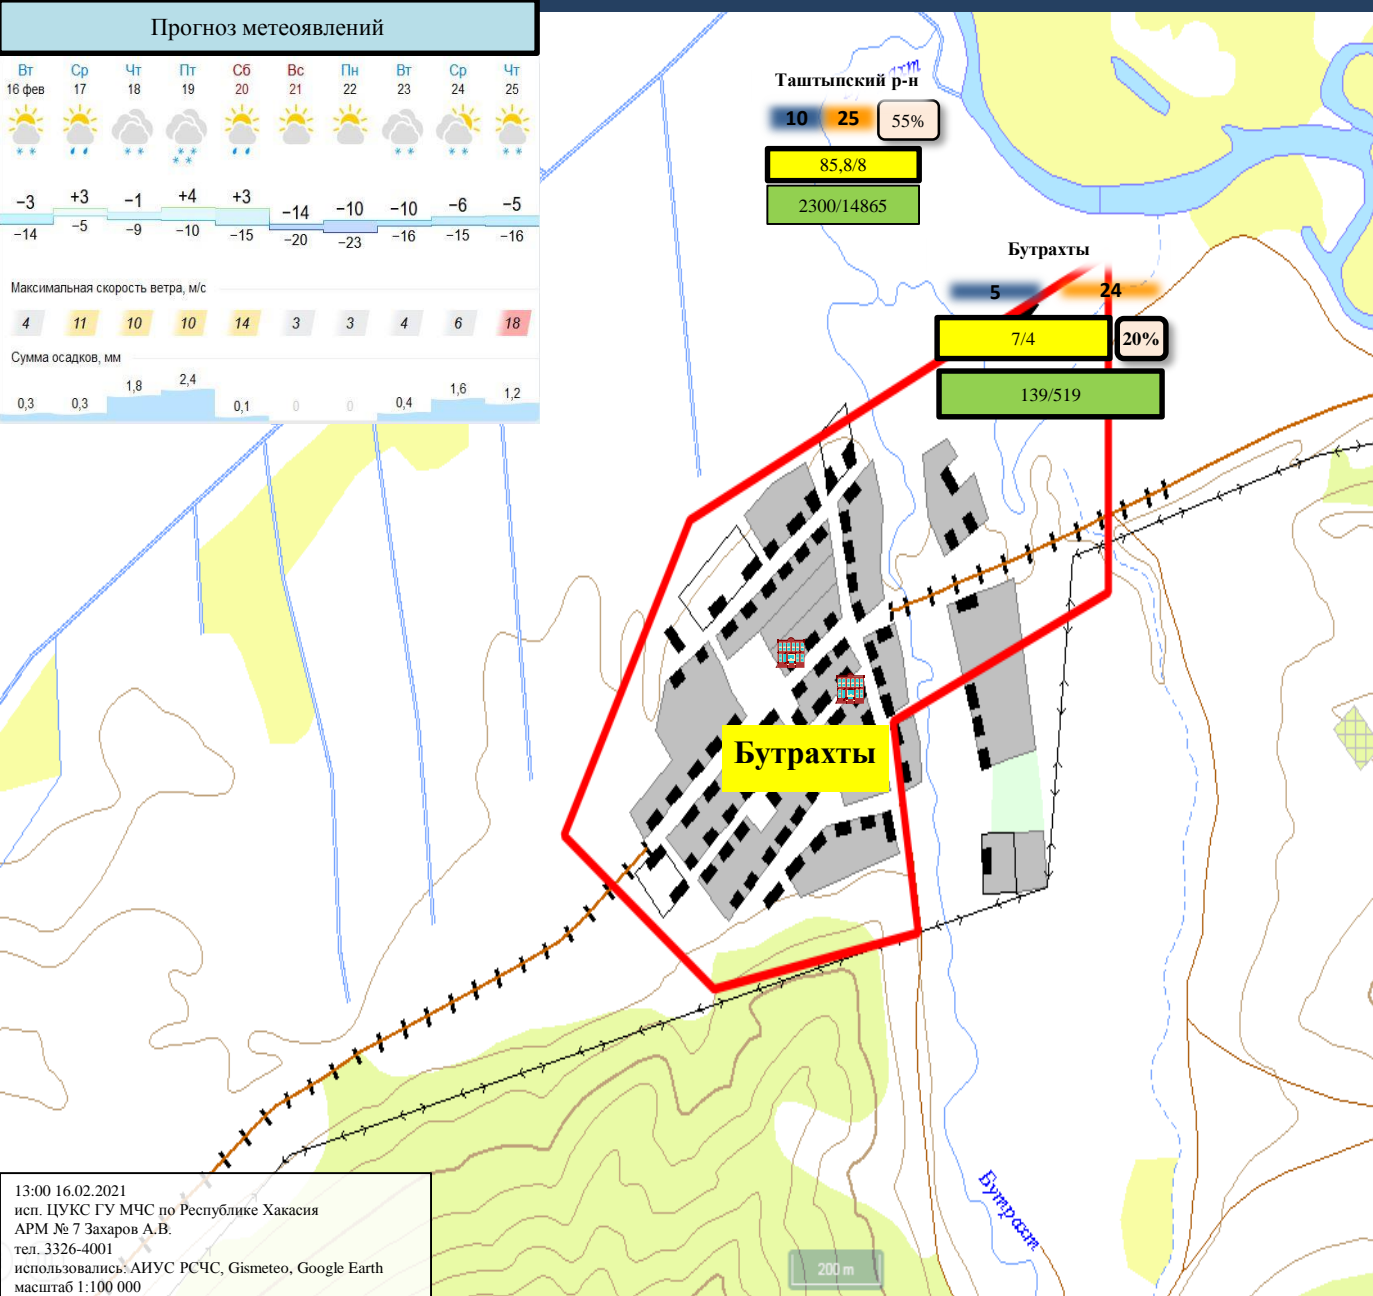 Прогноз метеоявлений
Вт Ср Чт Пт Сб Вс Пн Вт Ср Чт
16 фев 17 18 19 20 21 22 23 24 25
−3 +3 −1 +4 +3 −14 −10 −10 −6 −5
−14 −5 −9 −10 −15 −20 −23 −16 −15 −16
Максимальная скорость ветра, м/с
4 11 10 10 14 3 3 4 6 18
Сумма осадков, мм
0,3 0,3 1,8 2,4 0,1 0 0 0,4 1,6 1,2
Таштыпский р-н
10 25 55%
85,8/8
2300/14865
Бутрахты
5 24
7/4 20%
139/519
Бутрахты
Бутрахт
200 m
13:00 16.02.2021
исп. ЦУКС ГУ МЧС по Республике Хакасия
АРМ № 7 Захаров А.В.
тел. 3326-4001
использовались: АИУС РСЧС, Gismeteo, Google Earth
масштаб 1:100 000